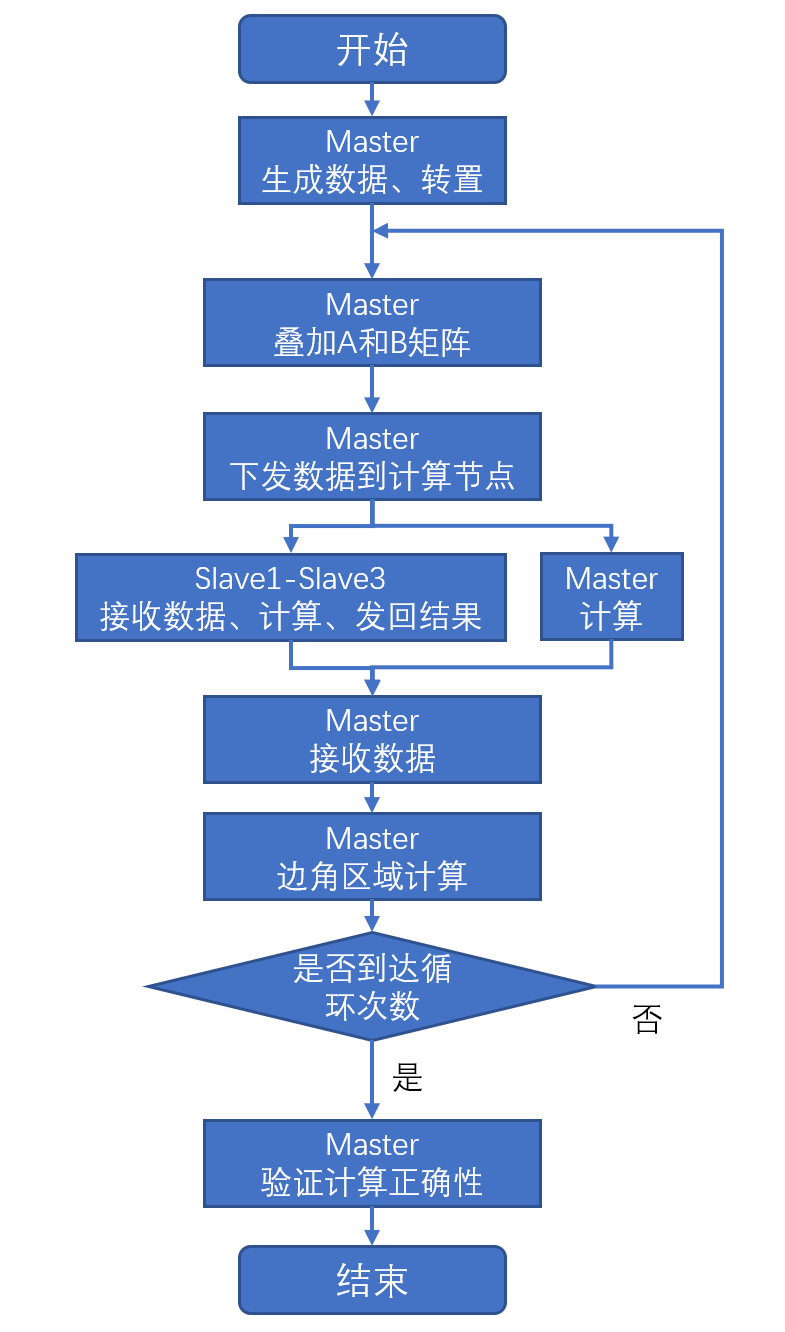 开始
Master
生成数据、转置
Master
叠加A和B矩阵
Master
下发数据到计算节点
Slave1-Slave3
接收数据、计算、发回结果
Master
计算
Master
接收数据
Master
边角区域计算
是否到达循
环次数
否
是
Master
验证计算正确性
结束